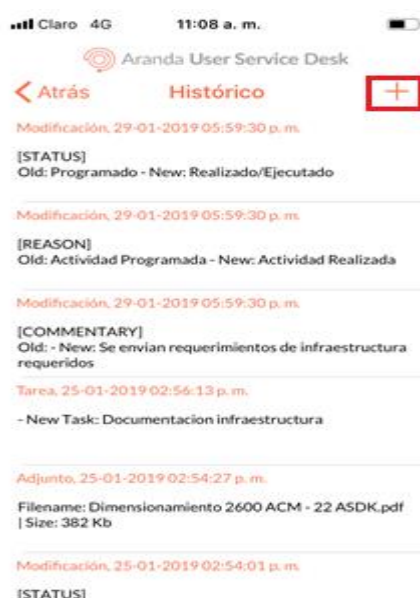 Claro 4G 11:08 a. m.
Aranda User Service Desk
Atrás Histórico +
Modificación, 29-01-2019 05:59:30 p. m.
[STATUS]
Old: Programado - New: Realizado/Ejecutado
Modificación, 29-01-2019 05:59:30 p. m.
[REASON]
Old: Actividad Programada - New: Actividad Realizada
Modificación, 29-01-2019 05:59:30 p. m.
[COMMENTARY]
Old: - New: Se envian requerimientos de infraestructura
requeridos
Tarea, 25-01-2019 02:56:13 p. m.
- New Task: Documentacion infraestructura
Adjunto, 25-01-2019 02:54:27 p. m.
Filename: Dimensionamiento 2600 ACM - 22 ASDK.pdf
| Size: 382 Kb
Modificación, 25-01-2019 02:54:01 p. m.
[STATUS]